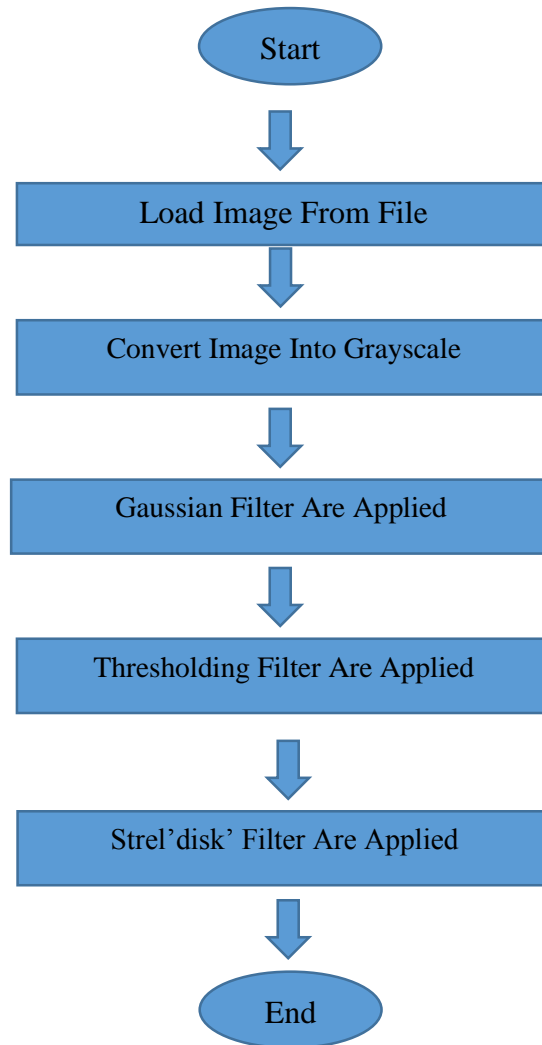 Start
Load Image From File
Convert Image Into Grayscale
Gaussian Filter Are Applied
Thresholding Filter Are Applied
Strel’disk’ Filter Are Applied
End